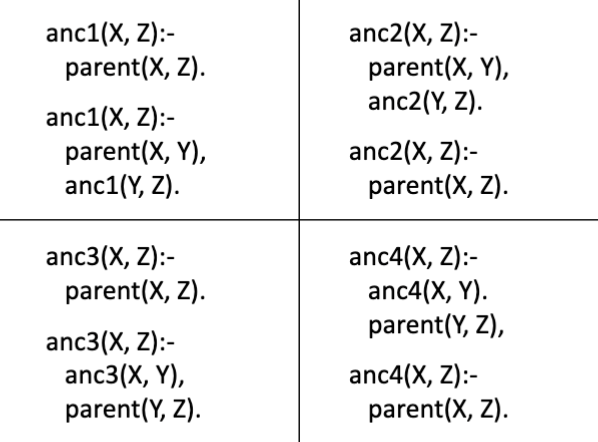 anc1(X, Z):-
parent(X, Z).
anc1(X, Z):-
parent(X, Y),
anc1(Y, Z).
anc2(X, Z):-
parent(X, Y),
anc2(Y, Z).
anc2(X, Z):-
parent(X, Z).
anc3(X, Z):-
parent(X, Z).
anc3(X, Z):-
anc3(X, Y),
parent(Y, Z).
anc4(X, Z):-
anc4(X, Y).
parent(Y, Z),
anc4(X, Z):-
parent(X, Z).